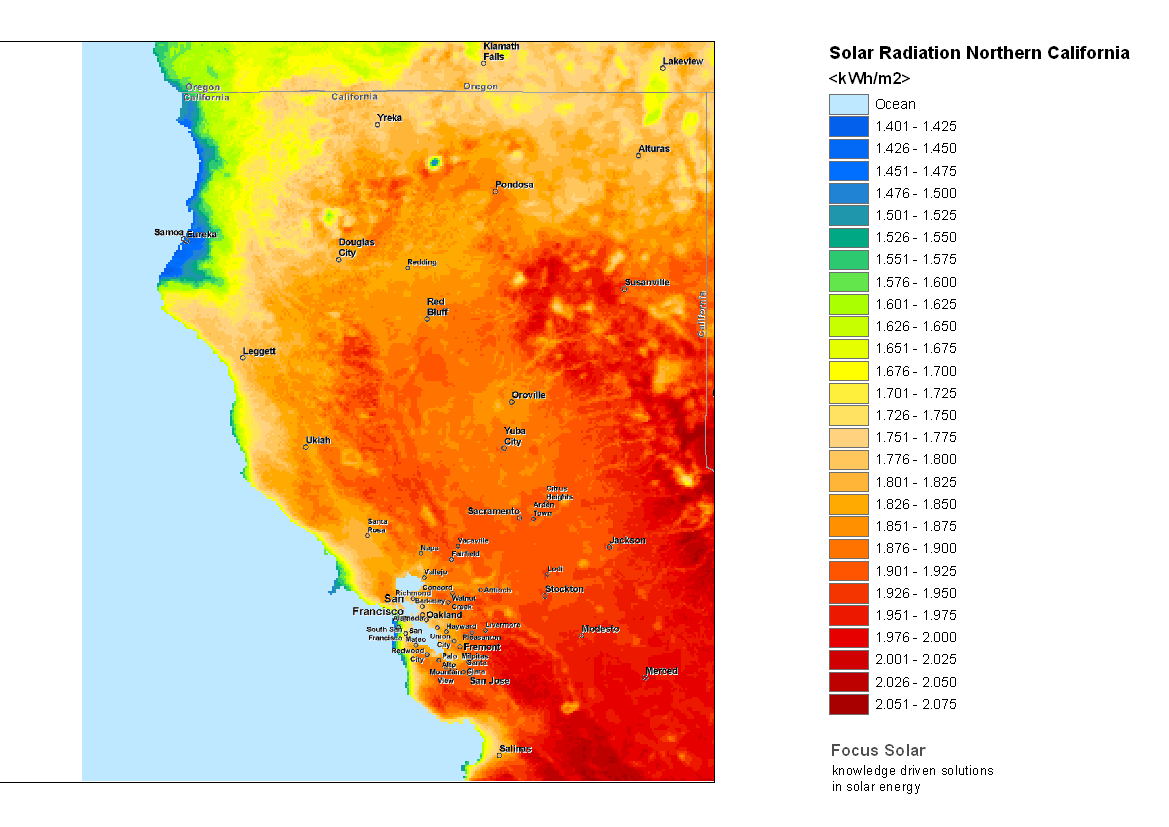 Solar Radiation Northern California
<kWh/m2>
Ocean
1.401 - 1.425
1.426 - 1.450
1.451 - 1.475
1.476 - 1.500
1.501 - 1.525
1.526 - 1.550
1.551 - 1.575
1.576 - 1.600
1.601 - 1.625
1.626 - 1.650
1.651 - 1.675
1.676 - 1.700
1.701 - 1.725
1.726 - 1.750
1.751 - 1.775
1.776 - 1.800
1.801 - 1.825
1.826 - 1.850
1.851 - 1.875
1.876 - 1.900
1.901 - 1.925
1.926 - 1.950
1.951 - 1.975
1.976 - 2.000
2.001 - 2.025
2.026 - 2.050
2.051 - 2.075
Focus Solar
knowledge driven solutions
in solar energy
Klamath
Falls
Lakeview
Oregon
California
California
Oregon
Yreka
Alturas
Pondosa
Samoa
Eureka
Douglas
City
Redding
Susanville
California
Red
Bluff
Leggett
Oroville
Yuba
City
Ukiah
Citrus
Heights
Arden
Town
Sacramento
Santa
Rosa
Jackson
Vacaville
Napa
Fairfield
Vallejo
Lodi
Concord
Antioch
Stockton
Richmond
Berkeley
Walnut
Creek
San
Francisco
Alameda
Oakland
Hayward
Livermore
Modesto
South San
Francisco
San
Mateo
Union
City
Pleasanton
Fremont
Redwood
City
Palo
Alto
Milpitas
Santa
Clara
Mountain
View
San Jose
Merced
Salinas